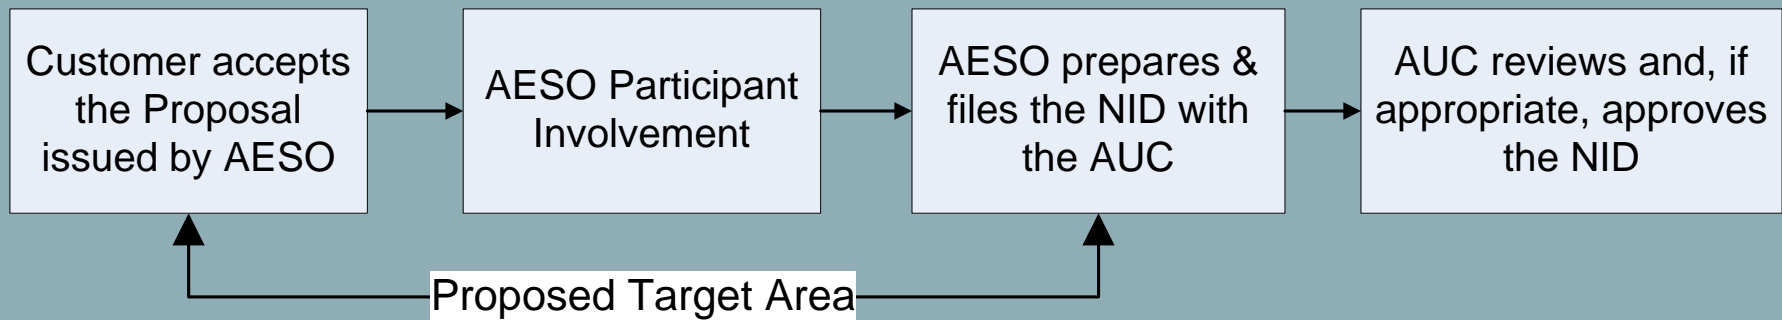 Customer accepts
the Proposal
issued by AESO
AESO Participant
Involvement
AESO prepares &
files the NID with
the AUC
AUC reviews and, if
appropriate, approves
the NID
Proposed Target Area